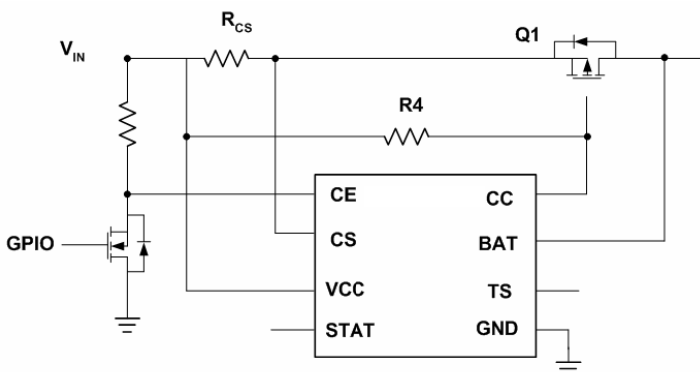 R_CS
Q1
V_IN
R4
CE
CC
GPIO
CS
BAT
VCC
TS
STAT
GND